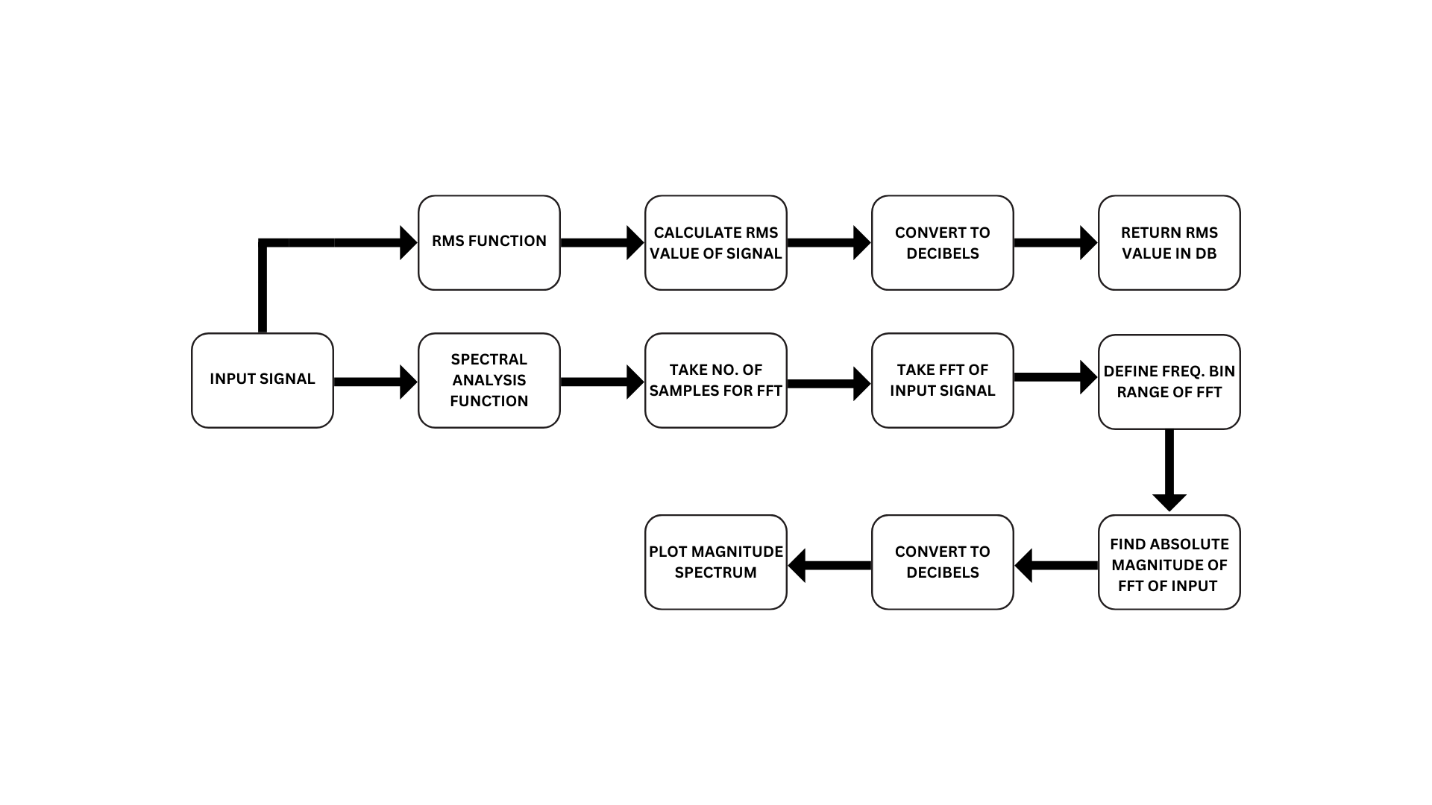 RMS FUNCTION
CALCULATE RMS
VALUE OF SIGNAL
CONVERT TO
DECIBELS
RETURN RMS
VALUE IN DB
INPUT SIGNAL
SPECTRAL
ANALYSIS
FUNCTION
TAKE NO. OF
SAMPLES FOR FFT
TAKE FFT OF
INPUT SIGNAL
DEFINE FREQ. BIN
RANGE OF FFT
FIND ABSOLUTE
MAGNITUDE OF
FFT OF INPUT
CONVERT TO
DECIBELS
PLOT MAGNITUDE
SPECTRUM